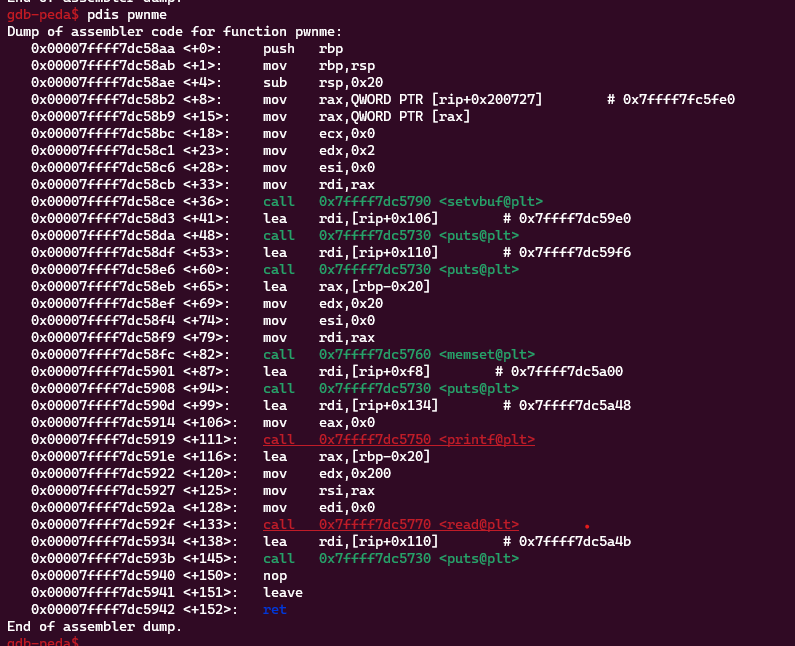 End of assembler dump.
gdb-peda$ pdis pwnme
Dump of assembler code for function pwnme:
0x00007ffff7dc58aa <+0>: push rbp
0x00007ffff7dc58ab <+1>: mov rbp,rsp
0x00007ffff7dc58ae <+4>: sub rsp,0x20
0x00007ffff7dc58b2 <+8>: mov rax,QWORD PTR [rip+0x200727] # 0x7ffff7fc5fe0
0x00007ffff7dc58b9 <+15>: mov rax,QWORD PTR [rax]
0x00007ffff7dc58bc <+18>: mov ecx,0x0
0x00007ffff7dc58c1 <+23>: mov edx,0x2
0x00007ffff7dc58c6 <+28>: mov esi,0x0
0x00007ffff7dc58cb <+33>: mov rdi,rax
0x00007ffff7dc58ce <+36>: call 0x7ffff7dc5790 <setvbuf@plt>
0x00007ffff7dc58d3 <+41>: lea rdi,[rip+0x106] # 0x7ffff7dc59e0
0x00007ffff7dc58da <+48>: call 0x7ffff7dc5730 <puts@plt>
0x00007ffff7dc58df <+53>: lea rdi,[rip+0x110] # 0x7ffff7dc59f6
0x00007ffff7dc58e6 <+60>: call 0x7ffff7dc5730 <puts@plt>
0x00007ffff7dc58eb <+65>: lea rax,[rbp-0x20]
0x00007ffff7dc58ef <+69>: mov edx,0x20
0x00007ffff7dc58f4 <+74>: mov esi,0x0
0x00007ffff7dc58f9 <+79>: mov rdi,rax
0x00007ffff7dc58fc <+82>: call 0x7ffff7dc5760 <memset@plt>
0x00007ffff7dc5901 <+87>: lea rdi,[rip+0xf8] # 0x7ffff7dc5a00
0x00007ffff7dc5908 <+94>: call 0x7ffff7dc5730 <puts@plt>
0x00007ffff7dc590d <+99>: lea rdi,[rip+0x134] # 0x7ffff7dc5a48
0x00007ffff7dc5914 <+106>: mov eax,0x0
0x00007ffff7dc5919 <+111>: call 0x7ffff7dc5750 <printf@plt>
0x00007ffff7dc591e <+116>: lea rax,[rbp-0x20]
0x00007ffff7dc5922 <+120>: mov edx,0x200
0x00007ffff7dc5927 <+125>: mov rsi,rax
0x00007ffff7dc592a <+128>: mov edi,0x0
0x00007ffff7dc592f <+133>: call 0x7ffff7dc5770 <read@plt>
0x00007ffff7dc5934 <+138>: lea rdi,[rip+0x110] # 0x7ffff7dc5a4b
0x00007ffff7dc593b <+145>: call 0x7ffff7dc5730 <puts@plt>
0x00007ffff7dc5940 <+150>: nop
0x00007ffff7dc5941 <+151>: leave
0x00007ffff7dc5942 <+152>: ret
End of assembler dump.
gdb-peda$